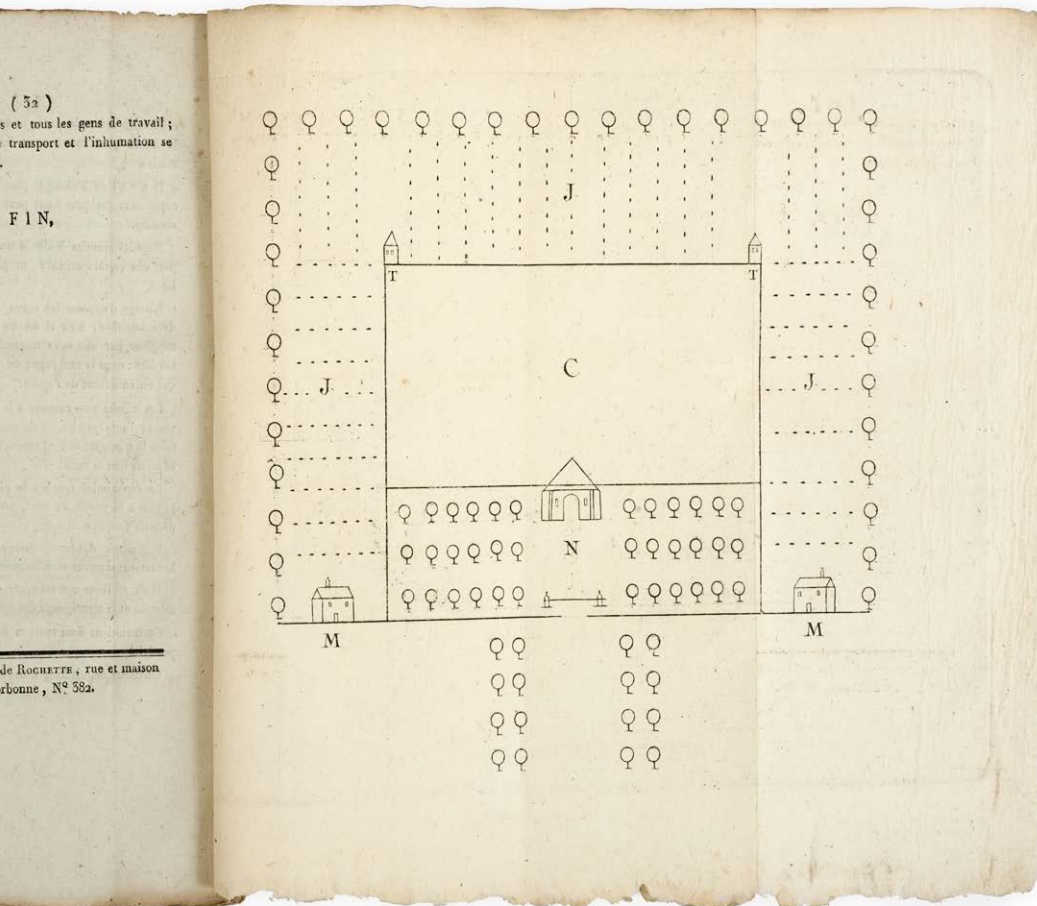 ( 32 )
s et tous les gens de travail ;
transport et l'inhumation se
FIN,
de ROCHETTE, rue et maison
rbonne, Nº 382.
J
T T
C
J J
N
M M